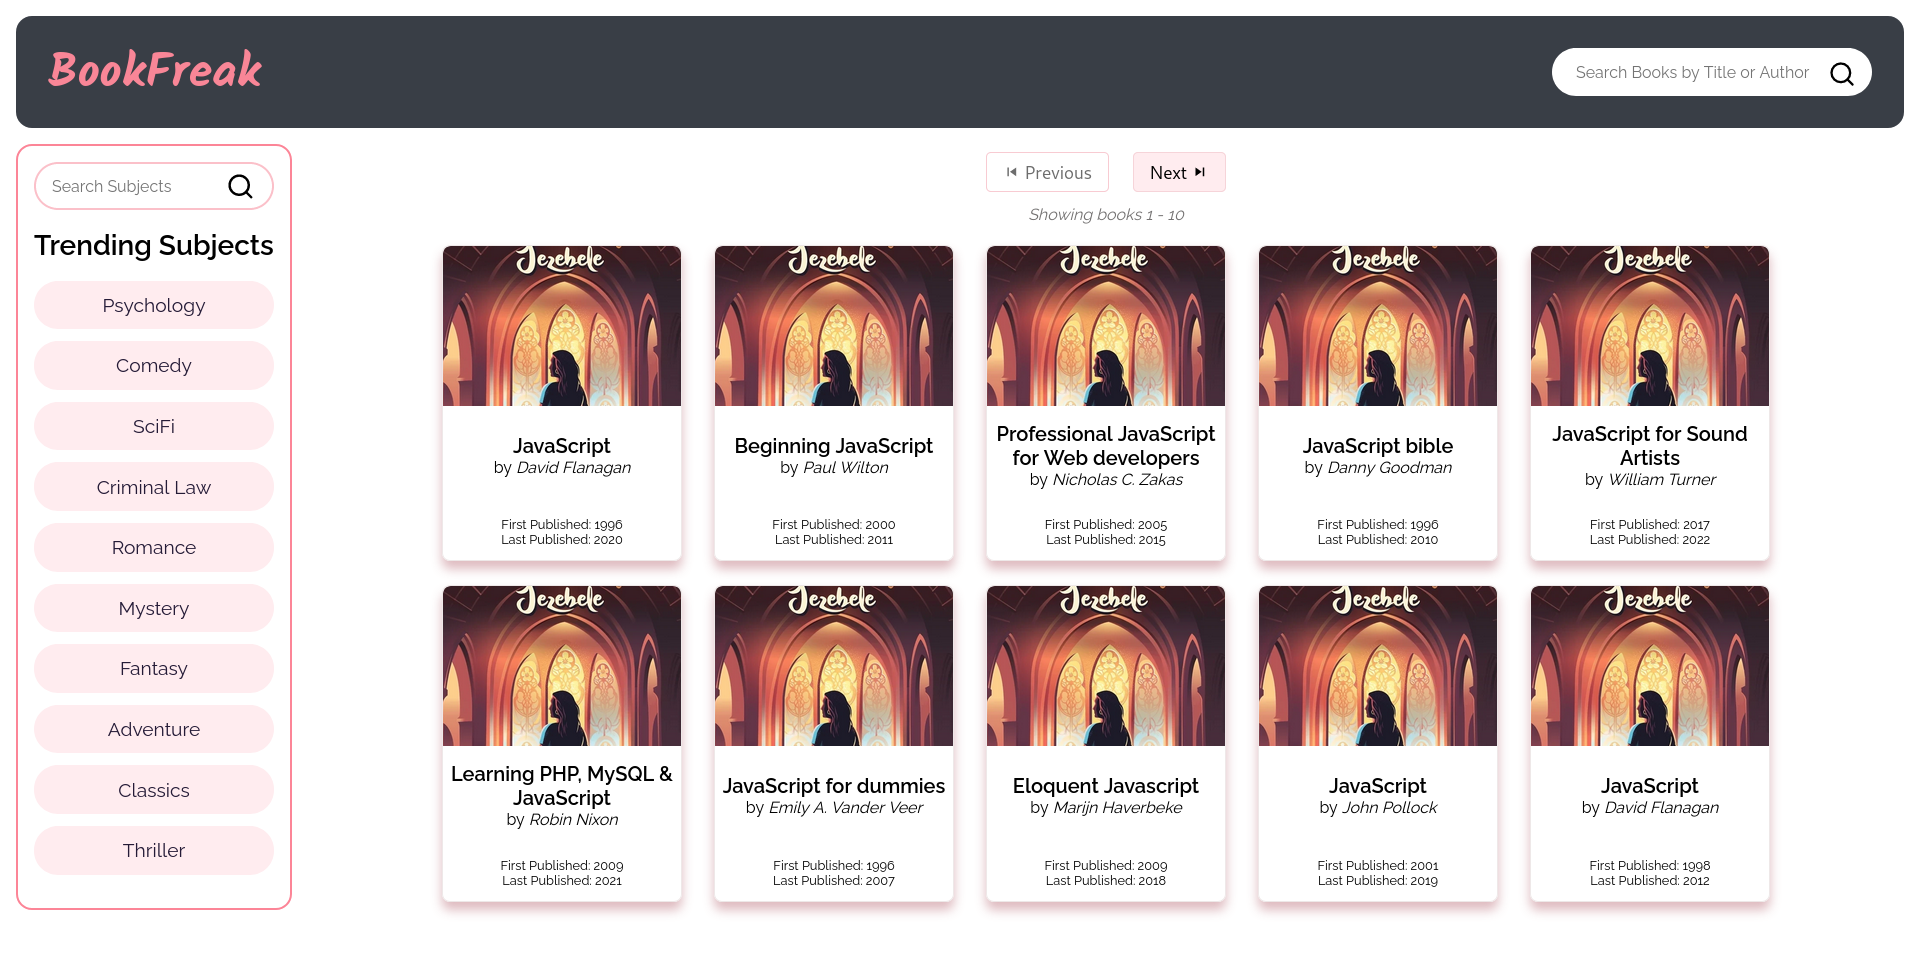 BookFreak
Search Books by Title or Author
Search Subjects
Trending Subjects
Psychology
Comedy
SciFi
Criminal Law
Romance
Mystery
Fantasy
Adventure
Classics
Thriller
Previous
Next
Showing books 1 - 10
Jezebele
JavaScript
by David Flanagan
First Published: 1996
Last Published: 2020
Jezebele
Beginning JavaScript
by Paul Wilton
First Published: 2000
Last Published: 2011
Jezebele
Professional JavaScript
for Web developers
by Nicholas C. Zakas
First Published: 2005
Last Published: 2015
Jezebele
JavaScript bible
by Danny Goodman
First Published: 1996
Last Published: 2010
Jezebele
JavaScript for Sound
Artists
by William Turner
First Published: 2017
Last Published: 2022
Jezebele
Learning PHP, MySQL &
JavaScript
by Robin Nixon
First Published: 2009
Last Published: 2021
Jezebele
JavaScript for dummies
by Emily A. Vander Veer
First Published: 1996
Last Published: 2007
Jezebele
Eloquent Javascript
by Marijn Haverbeke
First Published: 2009
Last Published: 2018
Jezebele
JavaScript
by John Pollock
First Published: 2001
Last Published: 2019
Jezebele
JavaScript
by David Flanagan
First Published: 1998
Last Published: 2012